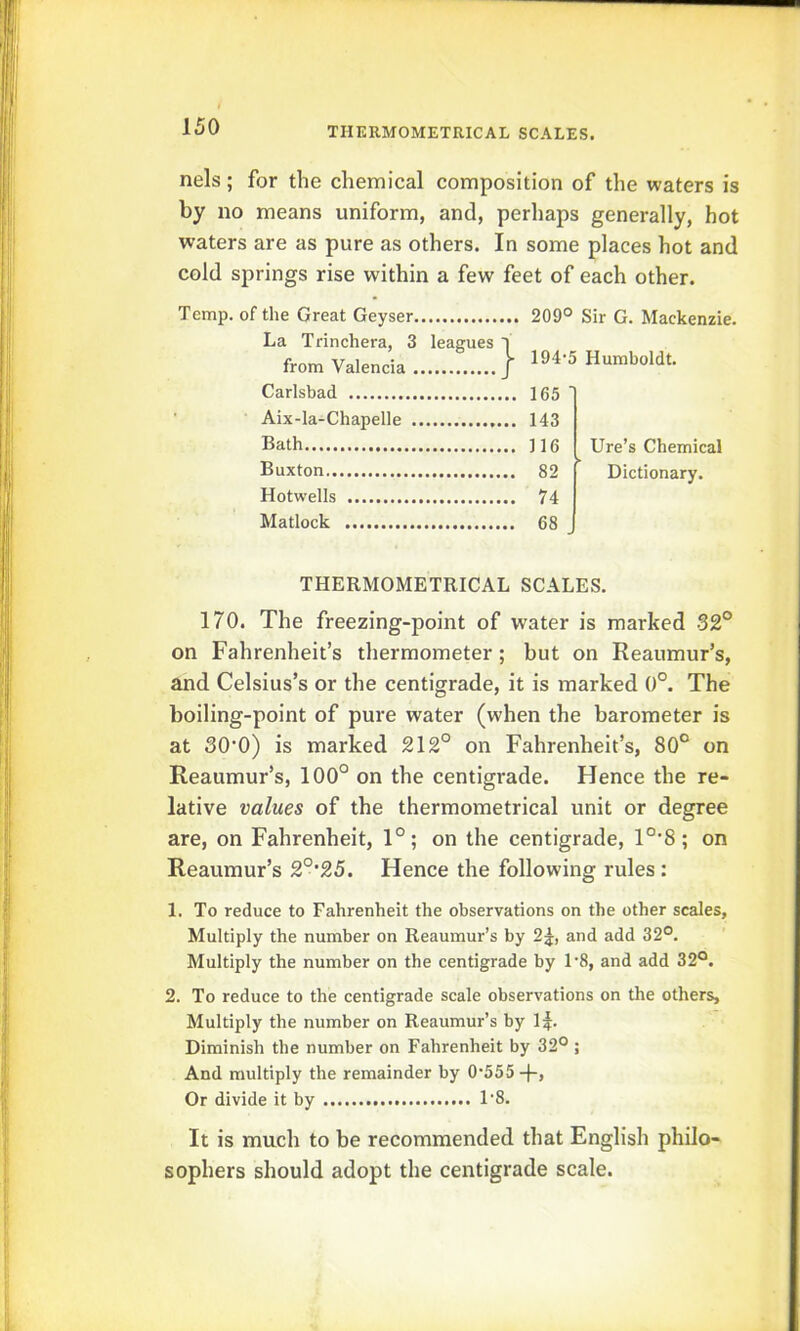 150 THERMOMETRICAL SCALES.
nels; for the chemical composition of the waters is
by no means uniform, and, perhaps generally, hot
waters are as pure as others. In some places hot and
cold springs rise within a few feet of each other.
Temp. of the Great Geyser.................. 209° Sir G. Mackenzie.
La Trinchera, 3 leagues
from Valencia ............ } 194·5 Humboldt.
Carlsbad ........................... 165
Aix-la-Chapelle .................. 143
Bath................................. 116 Ure's Chemical
Buxton.............................. 82 } Dictionary.
Hotwells ........................... 74
Matlock ........................... 68
THERMOMETRICAL SCALES.
170. The freezing-point of water is marked 32°
on Fahrenheit's thermometer; but on Reaumur's,
and Celsius's or the centigrade, it is marked 0°. The
boiling-point of pure water (when the barometer is
at 30·0) is marked 212° on Fahrenheit's, 80° on
Reaumur's, 100° on the centigrade. Hence the re-
lative values of the thermometrical unit or degree
are, on Fahrenheit, 1°; on the centigrade, 1°·8; on
Reaumur's 2°·25. Hence the following rules:
1. To reduce to Fahrenheit the observations on the other scales,
Multiply the number on Reaumur's by 2¼, and add 32°.
Multiply the number on the centigrade by 1·8, and add 32°.
2. To reduce to the centigrade scale observations on the others,
Multiply the number on Reaumur's by 1¼.
Diminish the number on Fahrenheit by 32°;
And multiply the remainder by 0·555 +,
Or divide it by ........................ 1·8.
It is much to be recommended that English philo-
sophers should adopt the centigrade scale.